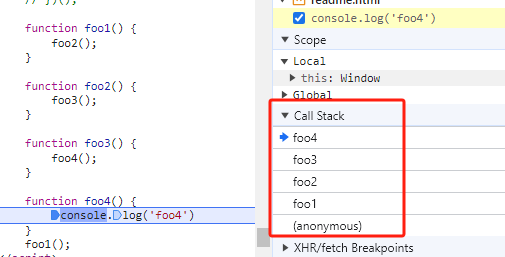 // })();
function foo1() {
foo2();
}
function foo2() {
foo3();
}
function foo3() {
foo4();
}
function foo4() {
console.log('foo4')
}
foo1();
readme.html
console.log('foo4')
Scope
Local
this: Window
Global
Call Stack
foo4
foo3
foo2
foo1
(anonymous)
XHR/fetch Breakpoints